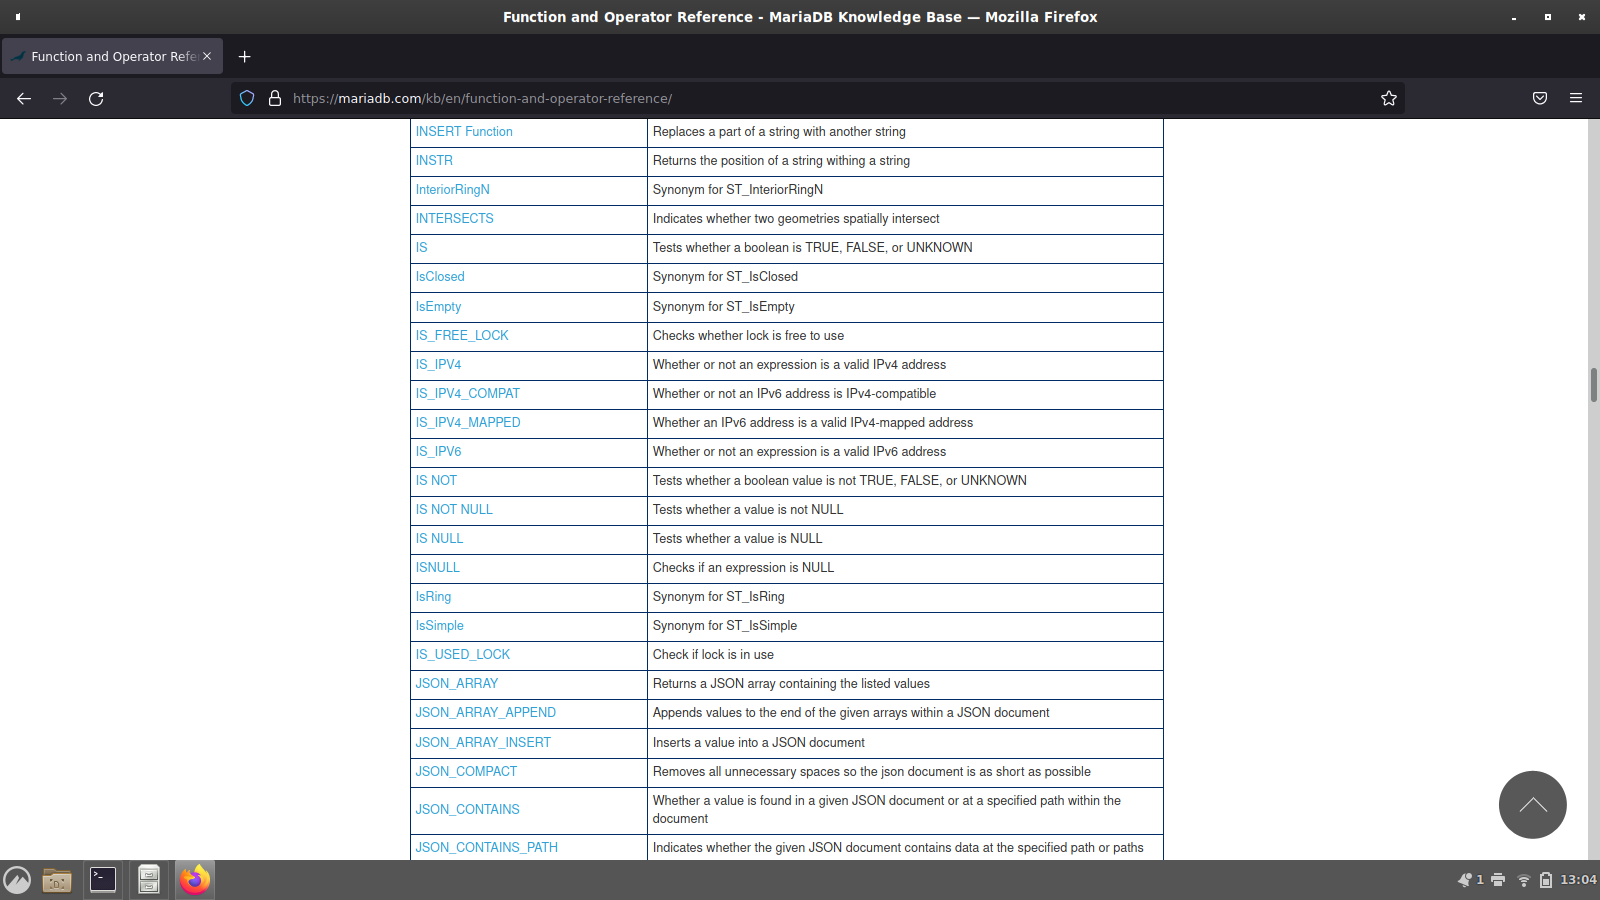 Function and Operator Reference - MariaDB Knowledge Base — Mozilla Firefox
Function and Operator Refe
https://mariadb.com/kb/en/function-and-operator-reference/
INSERT Function Replaces a part of a string with another string
INSTR Returns the position of a string withing a string
InteriorRingN Synonym for ST_InteriorRingN
INTERSECTS Indicates whether two geometries spatially intersect
IS Tests whether a boolean is TRUE, FALSE, or UNKNOWN
IsClosed Synonym for ST_IsClosed
IsEmpty Synonym for ST_IsEmpty
IS_FREE_LOCK Checks whether lock is free to use
IS_IPV4 Whether or not an expression is a valid IPv4 address
IS_IPV4_COMPAT Whether or not an IPv6 address is IPv4-compatible
IS_IPV4_MAPPED Whether an IPv6 address is a valid IPv4-mapped address
IS_IPV6 Whether or not an expression is a valid IPv6 address
IS NOT Tests whether a boolean value is not TRUE, FALSE, or UNKNOWN
IS NOT NULL Tests whether a value is not NULL
IS NULL Tests whether a value is NULL
ISNULL Checks if an expression is NULL
IsRing Synonym for ST_IsRing
IsSimple Synonym for ST_IsSimple
IS_USED_LOCK Check if lock is in use
JSON_ARRAY Returns a JSON array containing the listed values
JSON_ARRAY_APPEND Appends values to the end of the given arrays within a JSON document
JSON_ARRAY_INSERT Inserts a value into a JSON document
JSON_COMPACT Removes all unnecessary spaces so the json document is as short as possible
JSON_CONTAINS Whether a value is found in a given JSON document or at a specified path within the
document
JSON_CONTAINS_PATH Indicates whether the given JSON document contains data at the specified path or paths
1 13:04